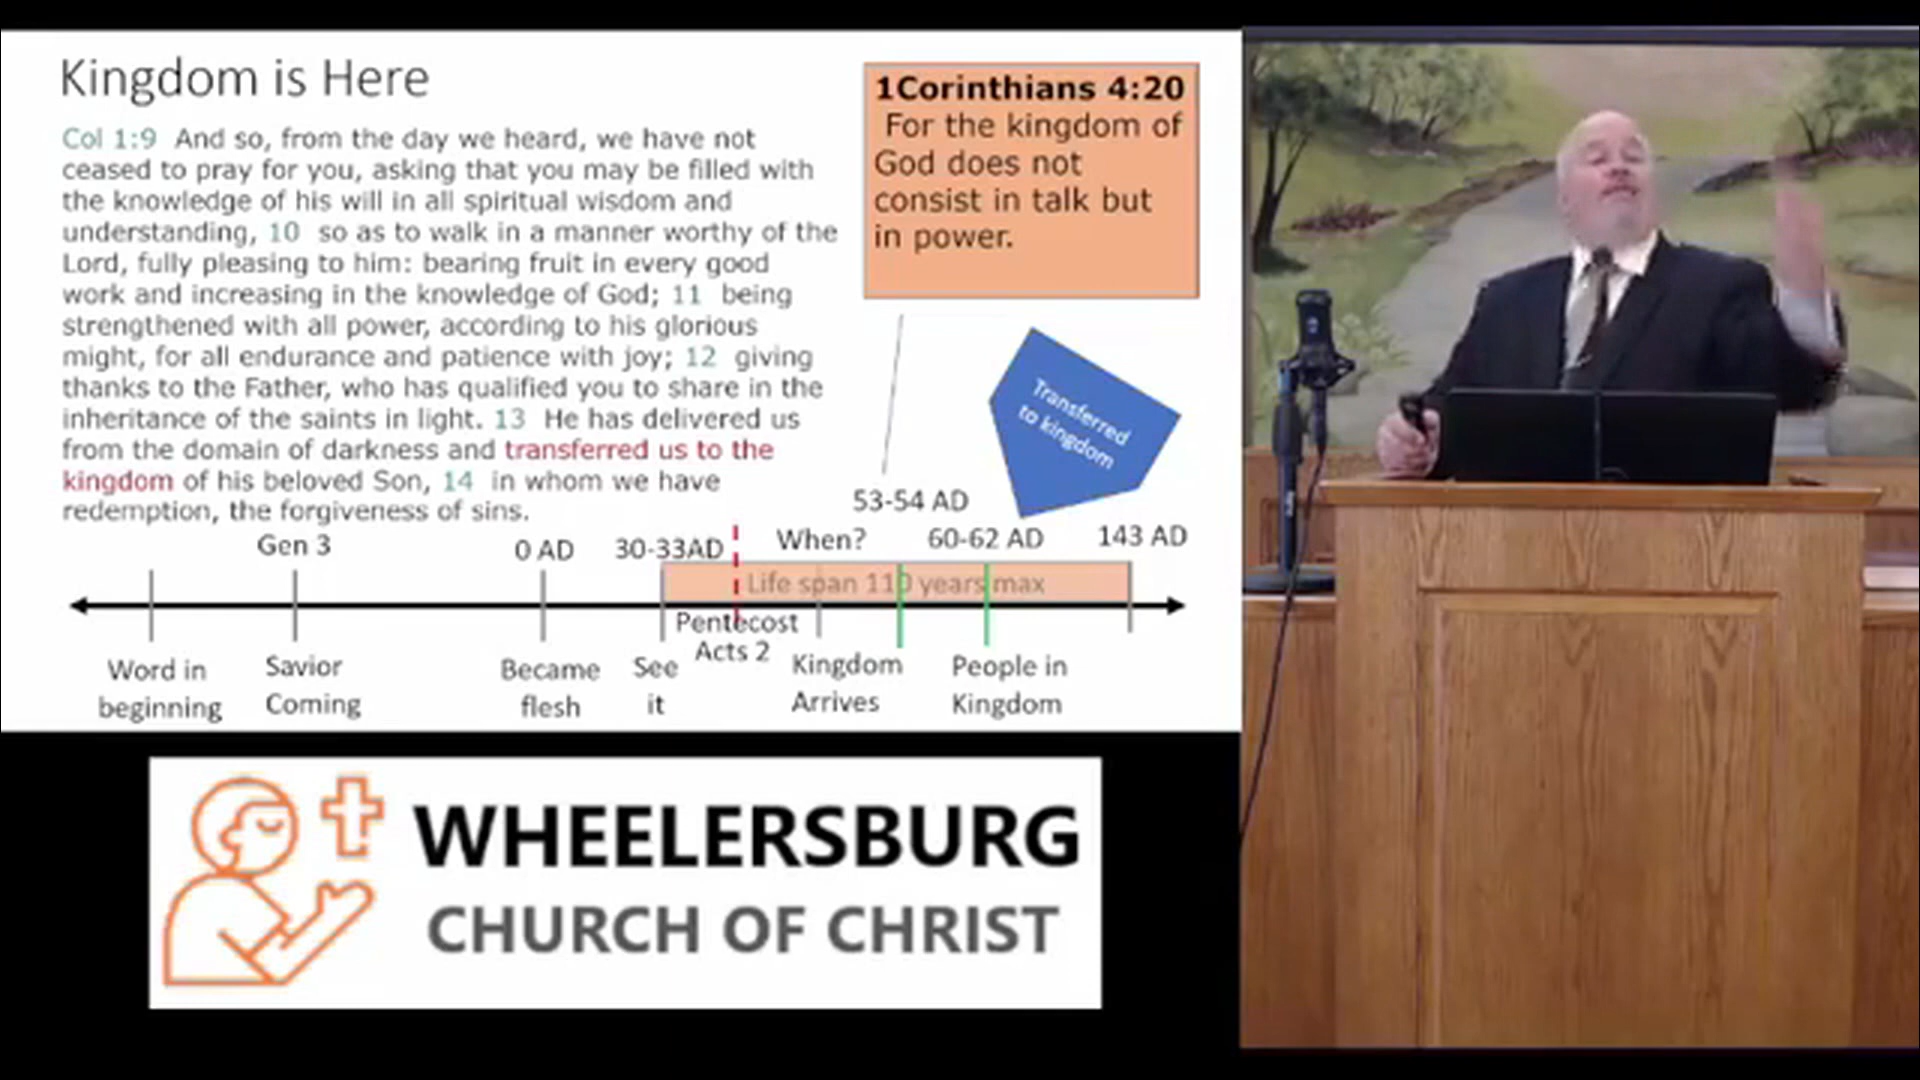 Kingdom is Here
Col 1:9 And so, from the day we heard, we have not
ceased to pray for you, asking that you may be filled with
the knowledge of his will in all spiritual wisdom and
understanding, 10 so as to walk in a manner worthy of the
Lord, fully pleasing to him: bearing fruit in every good
work and increasing in the knowledge of God; 11 being
strengthened with all power, according to his glorious
might, for all endurance and patience with joy; 12 giving
thanks to the Father, who has qualified you to share in the
inheritance of the saints in light. 13 He has delivered us
from the domain of darkness and transferred us to the
kingdom of his beloved Son, 14 in whom we have
redemption, the forgiveness of sins.
1Corinthians 4:20
For the kingdom of
God does not
consist in talk but
in power.
Transferred
to kingdom
53-54 AD
Gen 3
0 AD
30-33AD
When?
60-62 AD
143 AD
Life span 110 years max
Pentecost
Acts 2
Word in
beginning
Savior
Coming
Became
flesh
See
it
Kingdom
Arrives
People in
Kingdom
WHEELERSBURG
CHURCH OF CHRIST